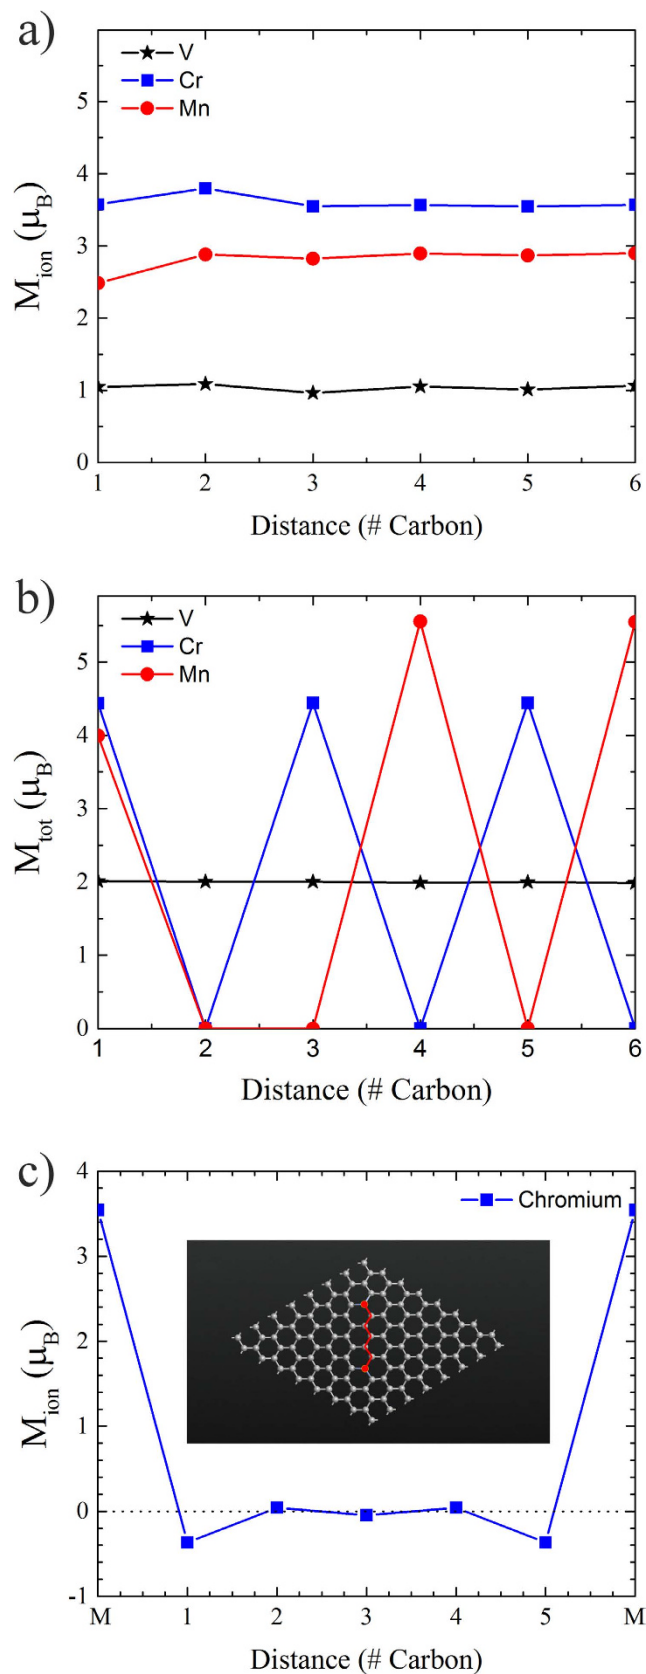 a)
V
Cr
Mn
5
4
3
2
1
0
M_ion (μ_B)
1 2 3 4 5 6
Distance (# Carbon)
b)
V
Cr
Mn
5
4
3
2
1
0
M_tot (μ_B)
1 2 3 4 5 6
Distance (# Carbon)
c)
4
Chromium
3
2
1
0
-1
M_ion (μ_B)
M 1 2 3 4 5 M
Distance (# Carbon)